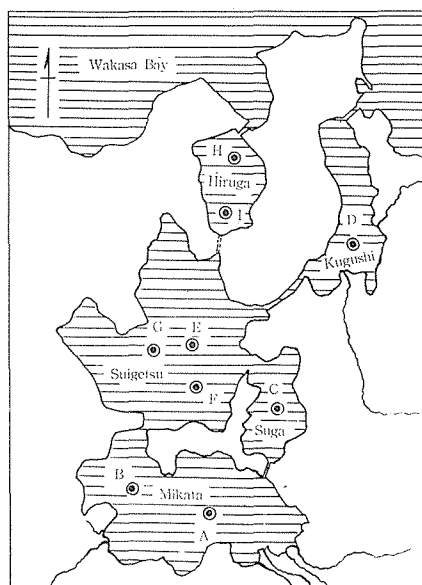 Wakasa Bay
H
Hiruga
I
D
Kugushi
G E
Suigetsu
F
C
Suga
B
Mikata
A